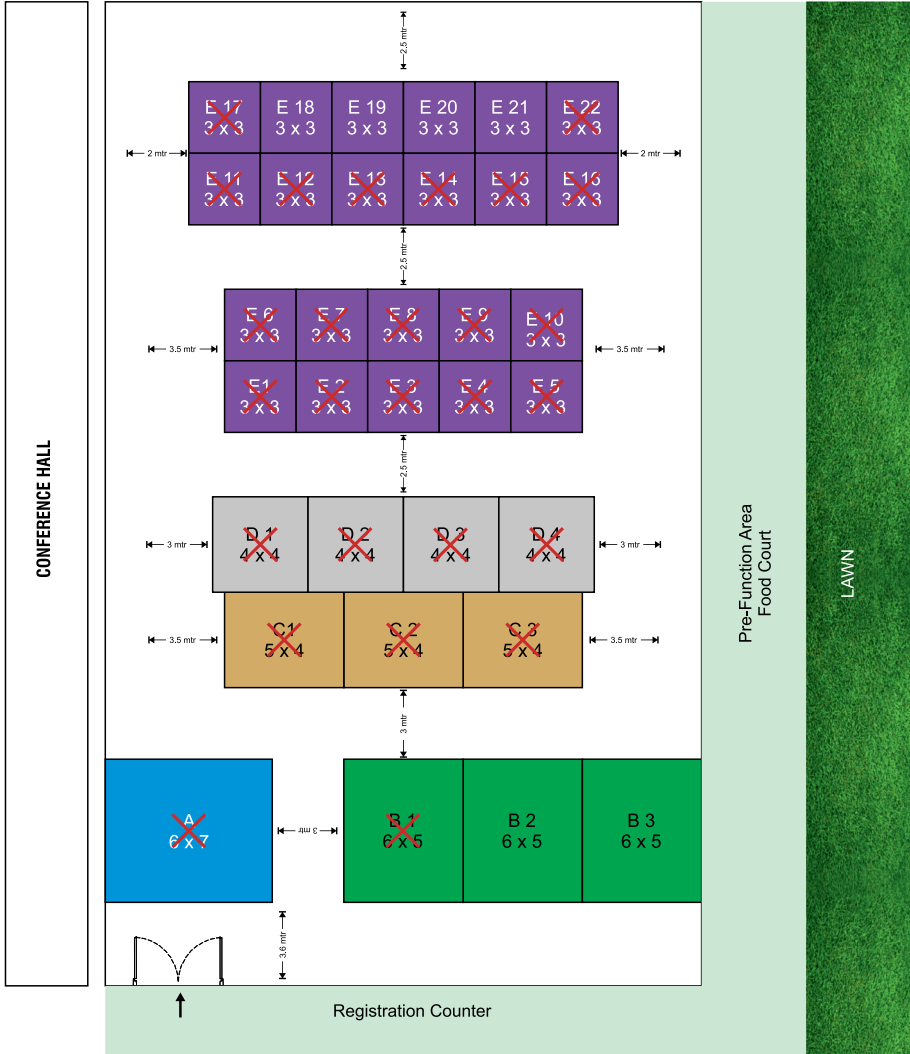 2.5 mtr
E 17
3 x 3
E 18
3 x 3
E 19
3 x 3
E 20
3 x 3
E 21
3 x 3
E 22
3 x 3
2 mtr
2 mtr
E 11
3 x 3
E 12
3 x 3
E 13
3 x 3
E 14
3 x 3
E 15
3 x 3
E 16
3 x 3
2.5 mtr
E 6
3 x 3
E 7
3 x 3
E 8
3 x 3
E 9
3 x 3
E 10
3 x 3
3.5 mtr
3.5 mtr
E1
3 x 3
E 2
3 x 3
E 3
3 x 3
E 4
3 x 3
E 5
3 x 3
2.5 mtr
CONFERENCE HALL
D 1
4 x 4
D 2
4 x 4
D 3
4 x 4
D 4
4 x 4
3 mtr
3 mtr
Pre-Function Area
Food Court
LAWN
C1
5 x 4
C 2
5 x 4
C 3
5 x 4
3.5 mtr
3.5 mtr
3 mtr
A
6 x 7
3 mtr
B 1
6 x 5
B 2
6 x 5
B 3
6 x 5
3.6 mtr
Registration Counter